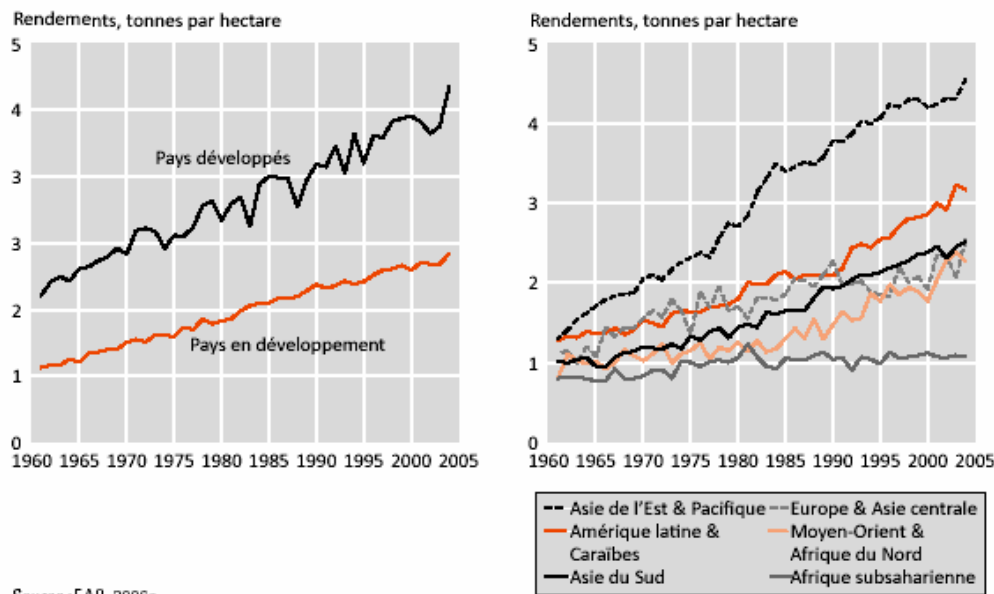 Rendements, tonnes par hectare
5
4
3
3
2
1
0
1960 1965 1970 1975 1980 1985 1990 1995 2000 2005
Pays développés
Pays en développement
Rendements, tonnes par hectare
5
4
3
2
1
0
1960 1965 1970 1975 1980 1985 1990 1995 2000 2005
Asie de l'Est & Pacifique
Europe & Asie centrale
Amérique latine &
Caraïbes
Moyen-Orient &
Afrique du Nord
Asie du Sud
Afrique subsaharienne